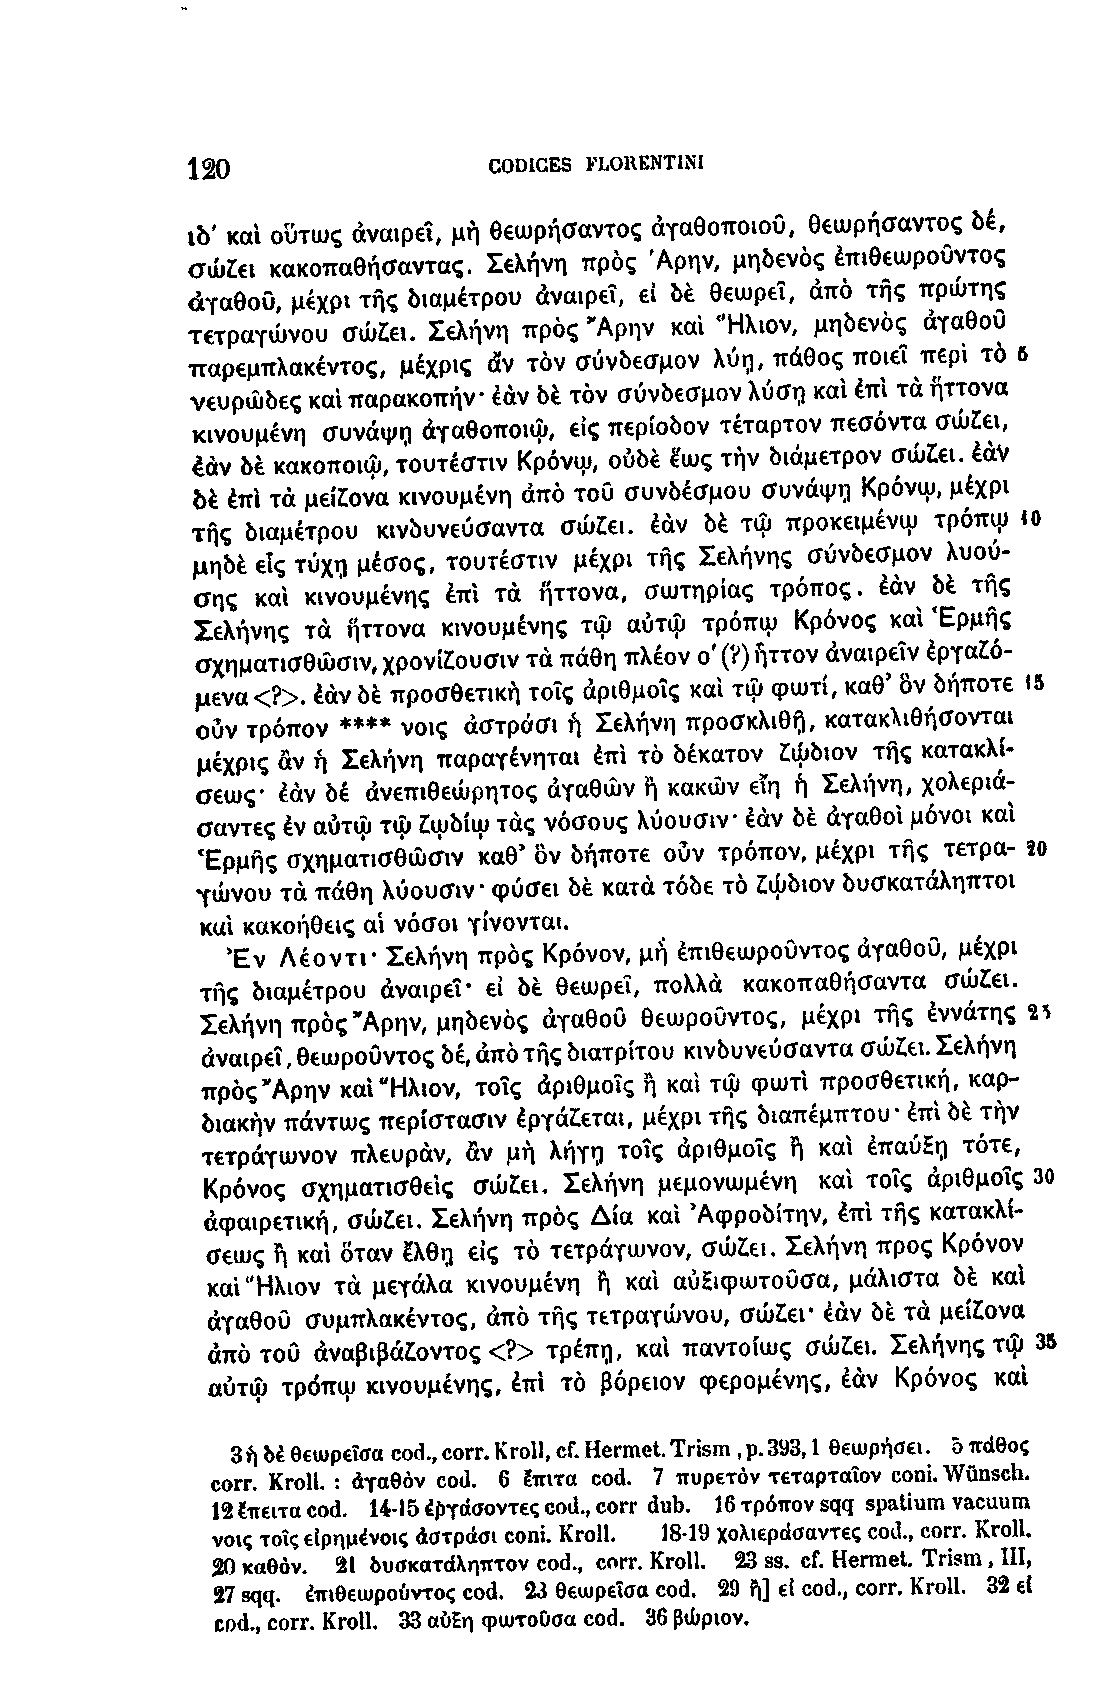 120 CODICES FLORENTINI
ιδ’ καὶ οὕτως ἀναιρεῖ, μὴ θεωρήσαντος ἀγαθοποιοῦ, θεωρήσαντος δέ,
σώζει κακοπαθήσαντας. Σελήνη πρὸς Ἄρην, μηδενὸς ἐπιθεωροῦντος
ἀγαθοῦ, μέχρι τῆς διαμέτρου ἀναιρεῖ, εἰ δὲ θεωρεῖ, ἀπὸ τῆς πρώτης
τετραγώνου σώζει. Σελήνη πρὸς Ἄρην καὶ Ἥλιον, μηδενὸς ἀγαθοῦ
παρεμπλακέντος, μέχρις ἂν τὸν σύνδεσμον λύῃ, πάθος ποιεῖ περὶ τὸ 5
νευρῶδες καὶ παρακοπήν· ἐὰν δὲ τὸν σύνδεσμον λύσῃ καὶ ἐπὶ τὰ ἥττονα
κινουμένη συνάψῃ ἀγαθοποιῷ, εἰς περίοδον τέταρτον πεσόντα σώζει,
ἐὰν δὲ κακοποιῷ, τουτέστιν Κρόνῳ, οὐδὲ ἕως τὴν διάμετρον σώζει. ἐὰν
δὲ ἐπὶ τὰ μείζονα κινουμένη ἀπὸ τοῦ συνδέσμου συνάψῃ Κρόνῳ, μέχρι
τῆς διαμέτρου κινδυνεύσαντα σώζει. ἐὰν δὲ τῷ προκειμένῳ τρόπῳ 10
μηδὲ εἷς τύχῃ μέσος, τουτέστιν μέχρι τῆς Σελήνης σύνδεσμον λυού-
σης καὶ κινουμένης ἐπὶ τὰ ἥττονα, σωτηρίας τρόπος. ἐὰν δὲ τῆς
Σελήνης τὰ ἥττονα κινουμένης τῷ αὐτῷ τρόπῳ Κρόνος καὶ Ἑρμῆς
σχηματισθῶσιν, χρονίζουσιν τὰ πάθη πλέον ο’ (?) ἧττον ἀναιρεῖν ἐργαζό-
μενα <?>. ἐὰν δὲ προσθετικὴ τοῖς ἀριθμοῖς καὶ τῷ φωτί, καθ’ ὃν δήποτε 15
οὖν τρόπον **** νοις ἀστράσι ἡ Σελήνη προσκλιθῇ, κατακλιθήσονται
μέχρις ἂν ἡ Σελήνη παραγένηται ἐπὶ τὸ δέκατον ζῴδιον τῆς κατακλί-
σεως· ἐὰν δέ ἀνεπιθεώρητος ἀγαθῶν ἢ κακῶν εἴη ἡ Σελήνη, χολεριά-
σαντες ἐν αὐτῷ τῷ ζῳδίῳ τὰς νόσους λύουσιν· ἐὰν δὲ ἀγαθοὶ μόνοι καὶ
Ἑρμῆς σχηματισθῶσιν καθ’ ὃν δήποτε οὖν τρόπον, μέχρι τῆς τετρα- 20
γώνου τὰ πάθη λύουσιν· φύσει δὲ κατὰ τόδε τὸ ζῴδιον δυσκατάληπτοι
καὶ κακοήθεις αἱ νόσοι γίνονται.
Ἐν Λέοντι· Σελήνη πρὸς Κρόνον, μὴ ἐπιθεωροῦντος ἀγαθοῦ, μέχρι
τῆς διαμέτρου ἀναιρεῖ· εἰ δὲ θεωρεῖ, πολλὰ κακοπαθήσαντα σώζει.
Σελήνη πρὸς Ἄρην, μηδενὸς ἀγαθοῦ θεωροῦντος, μέχρι τῆς ἐννάτης 25
ἀναιρεῖ, θεωροῦντος δέ, ἀπὸ τῆς διατρίτου κινδυνεύσαντα σώζει. Σελήνη
πρὸς Ἄρην καὶ Ἥλιον, τοῖς ἀριθμοῖς ἢ καὶ τῷ φωτὶ προσθετική, καρ-
διακὴν πάντως περίστασιν ἐργάζεται, μέχρι τῆς διαπέμπτου· ἐπὶ δὲ τὴν
τετράγωνον πλευρὰν, ἂν μὴ λήγῃ τοῖς ἀριθμοῖς ἢ καὶ ἐπαύξῃ τότε,
Κρόνος σχηματισθεὶς σώζει. Σελήνη μεμονωμένη καὶ τοῖς ἀριθμοῖς 30
ἀφαιρετική, σώζει. Σελήνη πρὸς Δία καὶ Ἀφροδίτην, ἐπὶ τῆς κατακλί-
σεως ἢ καὶ ὅταν ἔλθῃ εἰς τὸ τετράγωνον, σώζει. Σελήνη προς Κρόνον
καὶ Ἥλιον τὰ μεγάλα κινουμένη ἢ καὶ αὐξιφωτοῦσα, μάλιστα δὲ καὶ
ἀγαθοῦ συμπλακέντος, ἀπὸ τῆς τετραγώνου, σώζει· ἐὰν δὲ τὰ μείζονα
ἀπὸ τοῦ ἀναβιβάζοντος <?> τρέπῃ, καὶ παντοίως σώζει. Σελήνης τῷ 35
αὐτῷ τρόπῳ κινουμένης, ἐπὶ τὸ βόρειον φερομένης, ἐὰν Κρόνος καὶ
3 ἡ δὲ θεωρεῖσα cod., corr. Kroll, cf. Hermet. Trism , p. 393, 1 θεωρήσει. 5 πάθος
corr. Kroll. : ἀγαθὸν cod. 6 ἔπιτα cod. 7 πυρετὸν τεταρταῖον coni. Wünsch.
12 ἔπειτα cod. 14-15 ἐργάσοντες cod., corr dub. 16 τρόπον sqq spatium vacuum
νοις τοῖς εἰρημένοις ἀστράσι coni. Kroll. 18-19 χολιεράσαντες cod., corr. Kroll.
20 καθὸν. 21 δυσκατάληπτον cod., corr. Kroll. 23 ss. cf. Hermet. Trism , III,
27 sqq. ἐπιθεωρούντος cod. 23 θεωρεῖσα cod. 29 ἢ] εἰ cod., corr. Kroll. 32 εἰ
cod., corr. Kroll. 33 αὐξη φωτοῦσα cod. 36 βώριον.